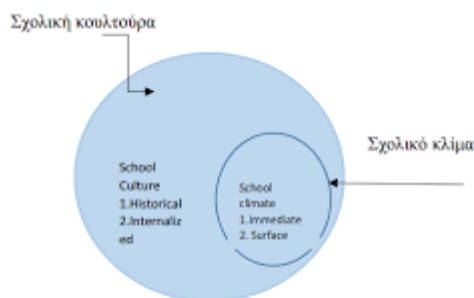 Σχολική κουλτούρα
Σχολικό κλίμα
School
Culture
1.Historical
2.Internaliz
ed
School
climate
1.Immediate
2. Surface